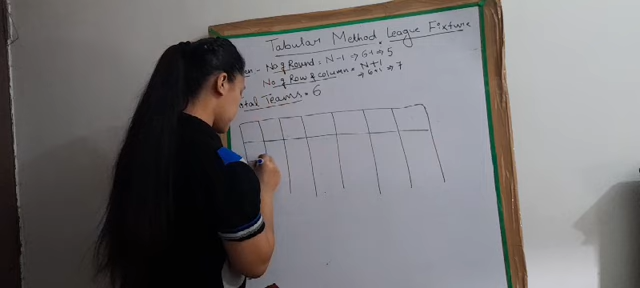 Tabular Method. League Fixture
No of Round = N-1 ⇒ 6-1 ⇒ 5
No of Row & column = N+1
⇒ 6+1 ⇒ 7
Teams = 6